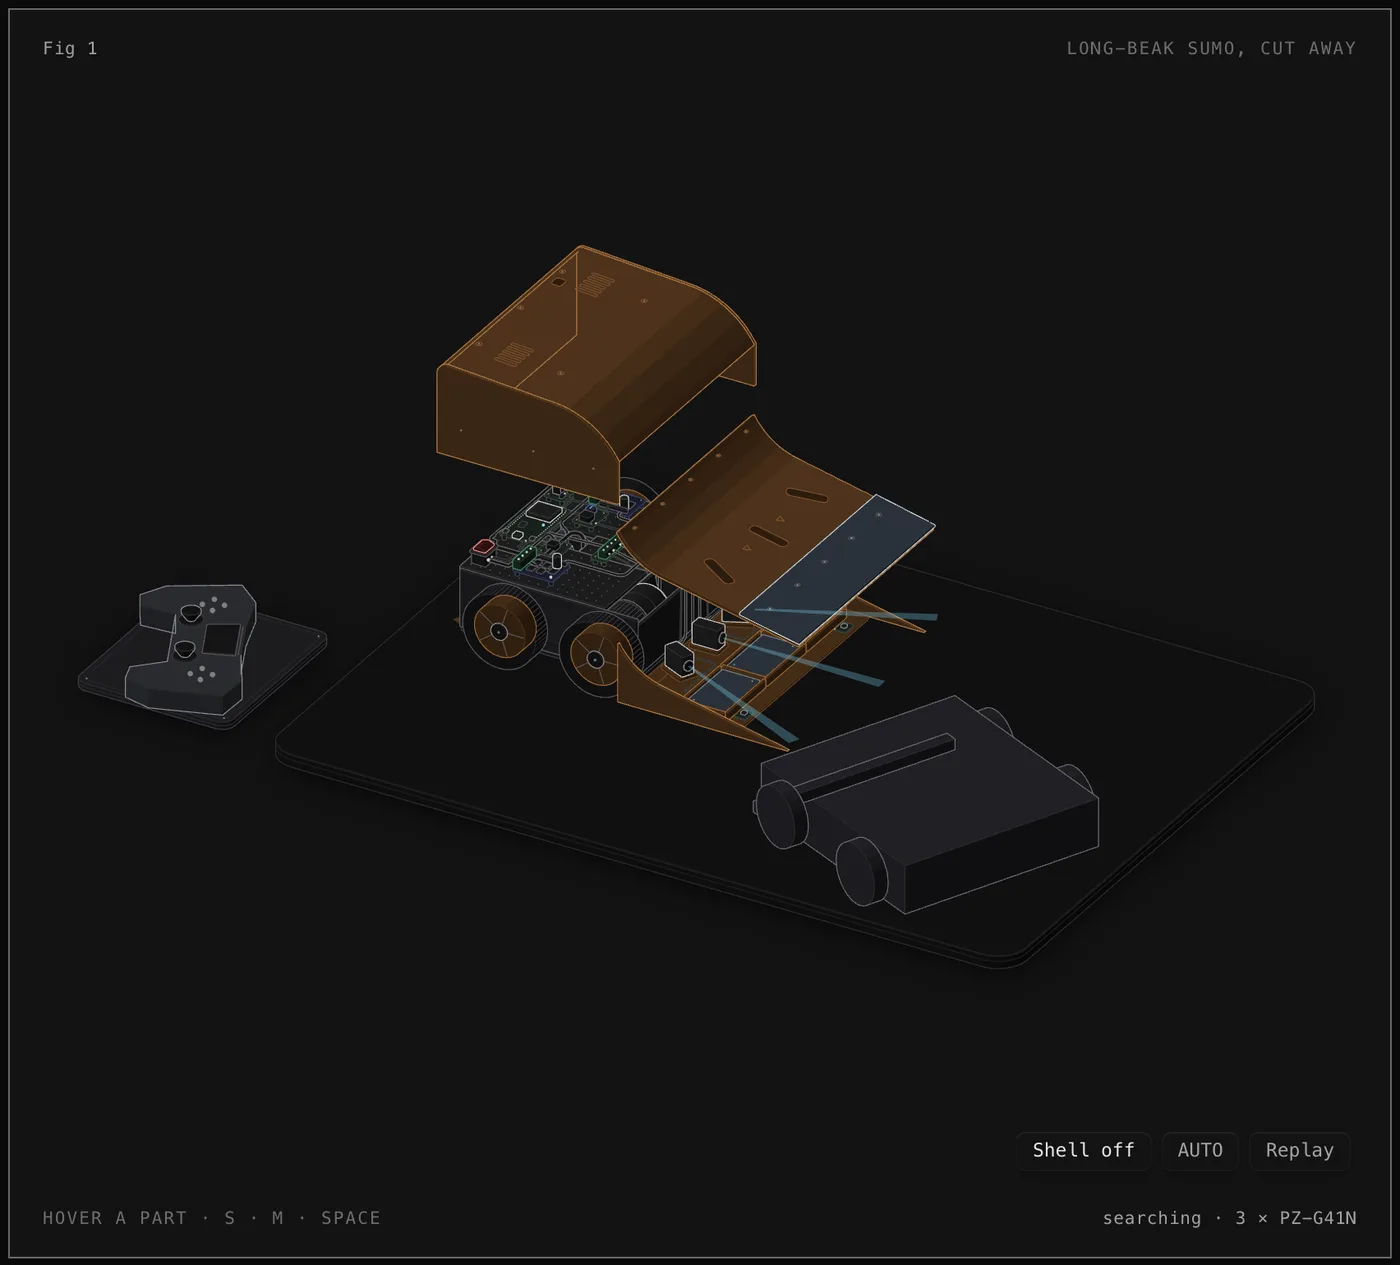 Fig 1
LONG-BEAK SUMO, CUT AWAY
Shell off
AUTO
Replay
HOVER A PART · S · M · SPACE
searching · 3 × PZ-G41N